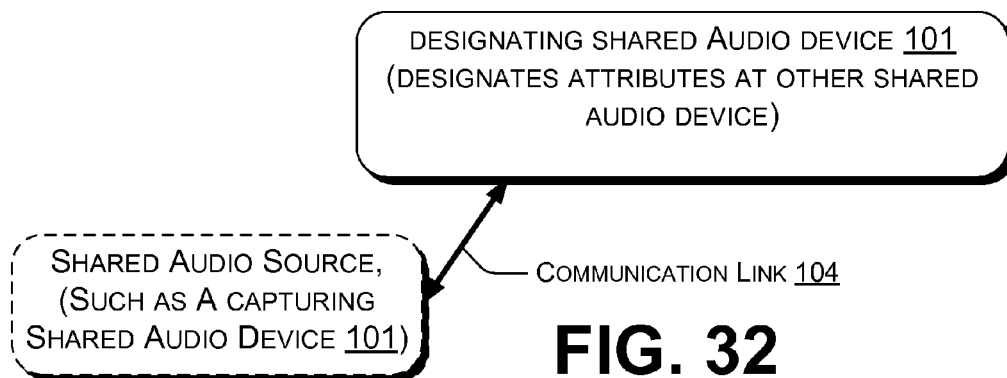 DESIGNATING SHARED AUDIO DEVICE 101
(DESIGNATES ATTRIBUTES AT OTHER SHARED
AUDIO DEVICE)
SHARED AUDIO SOURCE,
(SUCH AS A CAPTURING
SHARED AUDIO DEVICE 101)
COMMUNICATION LINK 104
FIG. 32